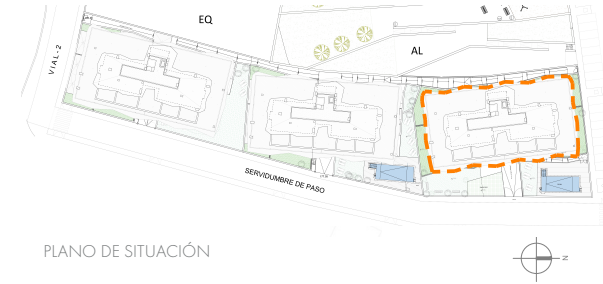 EQ
AL
VIAL-2
SERVIDUMBRE DE PASO
PLANO DE SITUACIÓN
N